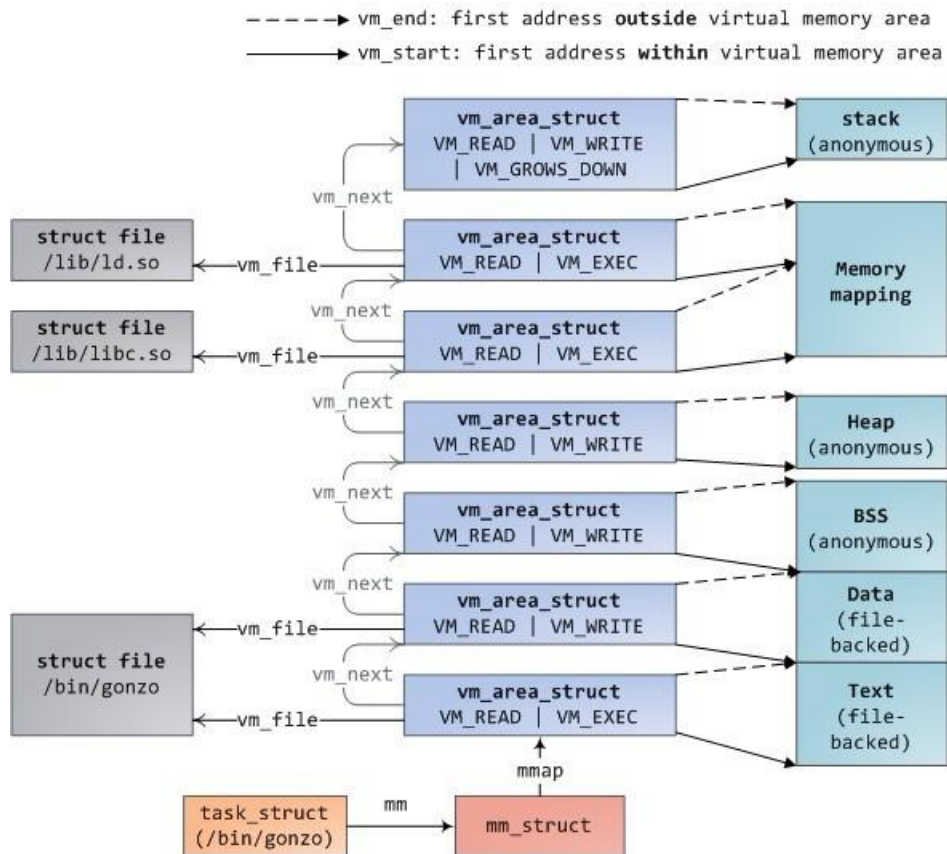 vm_end: first address outside virtual memory area
vm_start: first address within virtual memory area
vm_area_struct
VM_READ | VM_WRITE
| VM_GROWS_DOWN
stack
(anonymous)
vm_next
struct file
/lib/ld.so
vm_file
vm_area_struct
VM_READ | VM_EXEC
Memory
mapping
vm_next
struct file
/lib/libc.so
vm_file
vm_area_struct
VM_READ | VM_EXEC
vm_next
vm_area_struct
VM_READ | VM_WRITE
Heap
(anonymous)
vm_next
vm_area_struct
VM_READ | VM_WRITE
BSS
(anonymous)
vm_next
vm_file
vm_area_struct
VM_READ | VM_WRITE
Data
(file-
backed)
struct file
/bin/gonzo
vm_next
vm_file
vm_area_struct
VM_READ | VM_EXEC
Text
(file-
backed)
mmap
task_struct
(/bin/gonzo)
mm
mm_struct